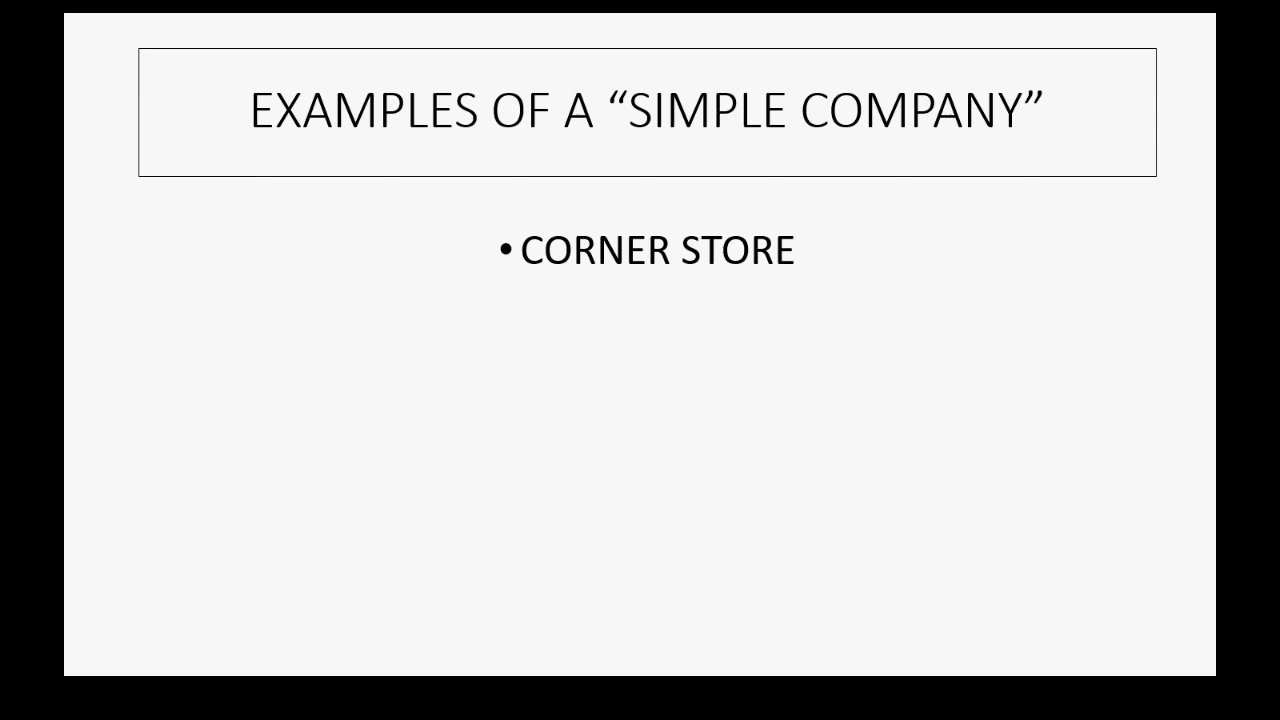 EXAMPLES OF A “SIMPLE COMPANY”
• CORNER STORE